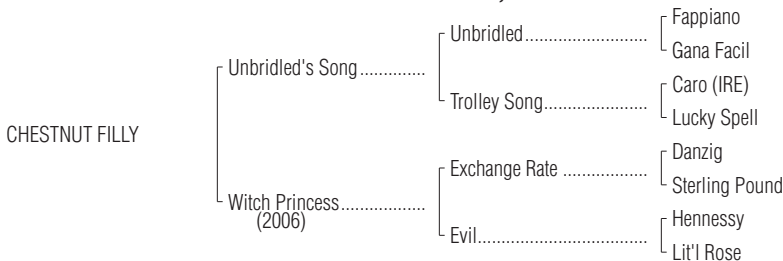 Fappiano
Unbridled..............................
Gana Facil
Unbridled's Song..............
Caro (IRE)
Trolley Song.........................
Lucky Spell
CHESTNUT FILLY
Danzig
Exchange Rate ....................
Sterling Pound
Witch Princess..................
(2006)
Hennessy
Evil.........................................
Lit'l Rose